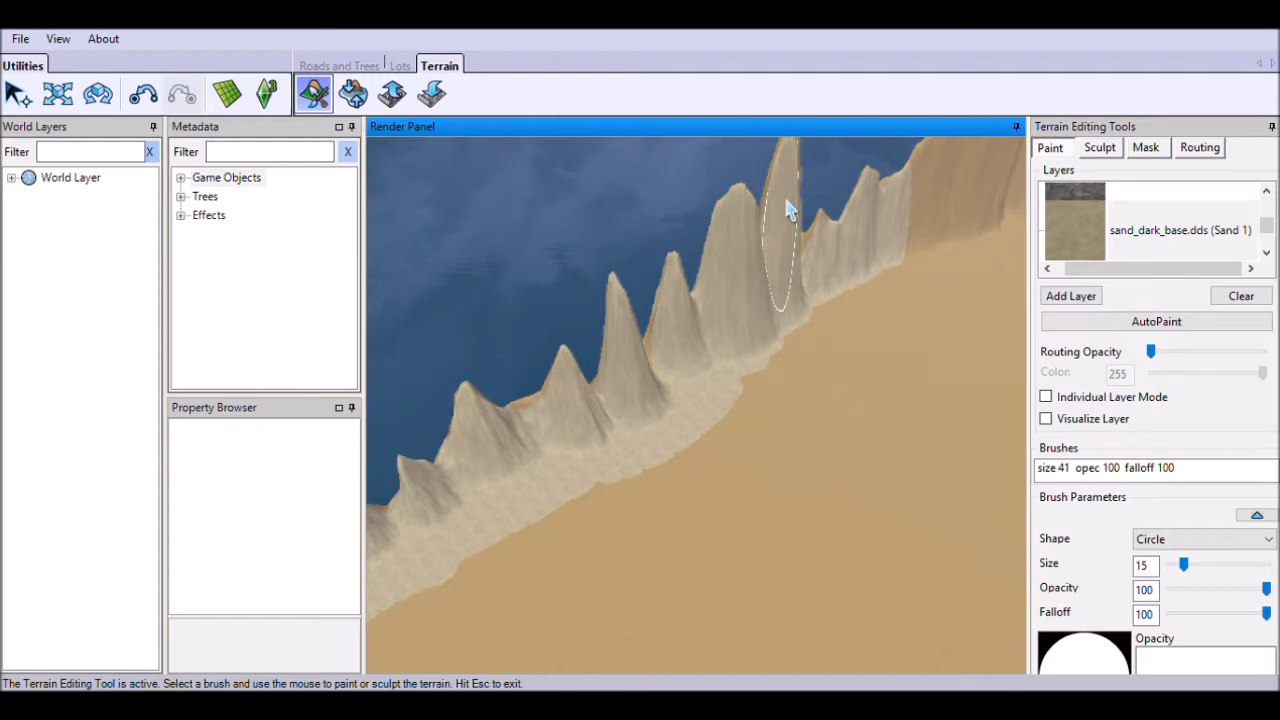 File View About
Utilities
Roads and Trees Lots Terrain
World Layers
Filter X
World Layer
Metadata
Filter X
Game Objects
Trees
Effects
Property Browser
Render Panel
Terrain Editing Tools
Paint Sculpt Mask Routing
Layers
sand_dark_base.dds (Sand 1)
Add Layer Clear
AutoPaint
Routing Opacity
Color: 255
Individual Layer Mode
Visualize Layer
Brushes
size 41 opec 100 falloff 100
Brush Parameters
Shape Circle
Size 15
Opacity 100
Falloff 100
Opacity
The Terrain Editing Tool is active. Select a brush and use the mouse to paint or sculpt the terrain. Hit Esc to exit.